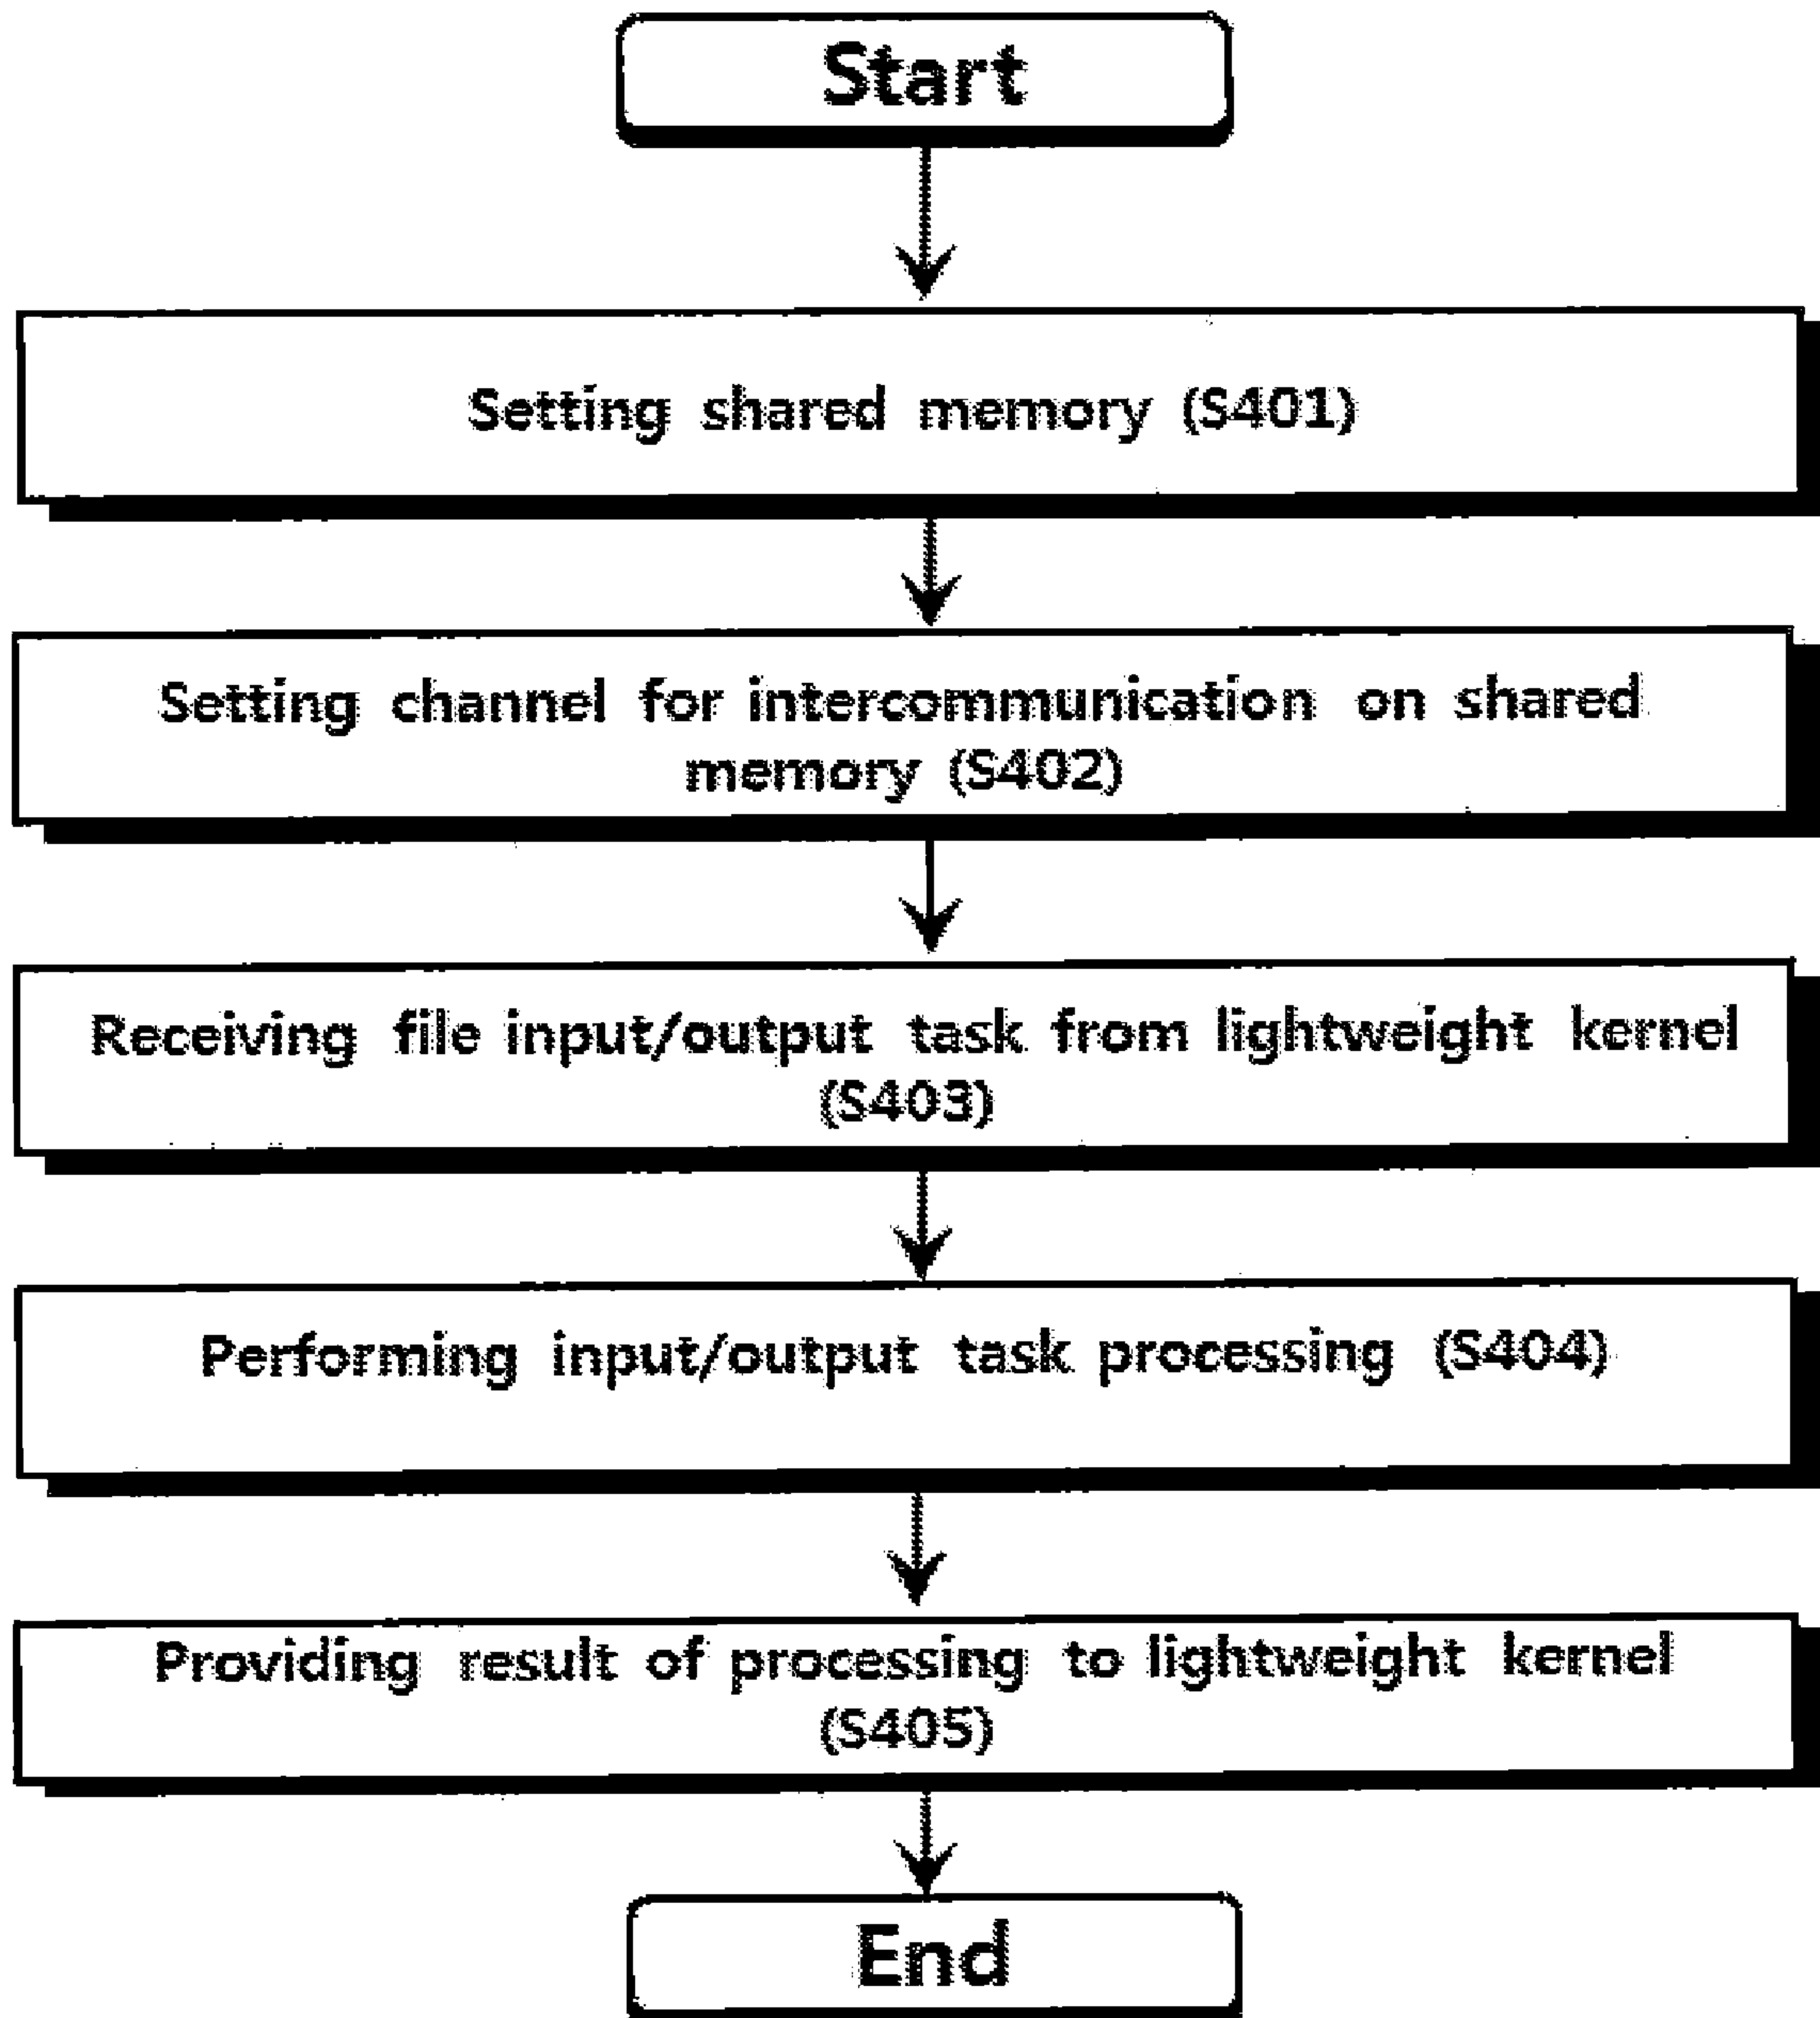 Start
Setting shared memory (S401)
Setting channel for intercommunication on shared
memory (S402)
Receiving file input/output task from lightweight kernel
(S403)
Performing input/output task processing (S404)
Providing result of processing to lightweight kernel
(S405)
End